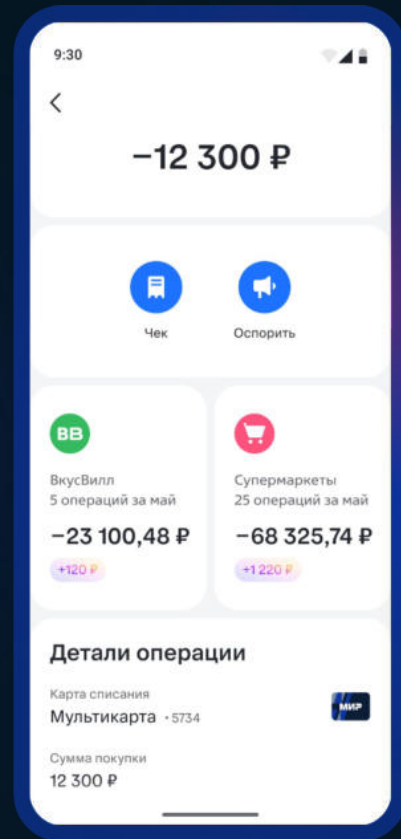 9:30
−12 300 ₽
Чек
Оспорить
BB
ВкусВилл
5 операций за май
−23 100,48 ₽
+120 ₽
Супермаркеты
25 операций за май
−68 325,74 ₽
+1 220 ₽
Детали операции
Карта списания
Мультикарта • 5734
МИР
Сумма покупки
12 300 ₽